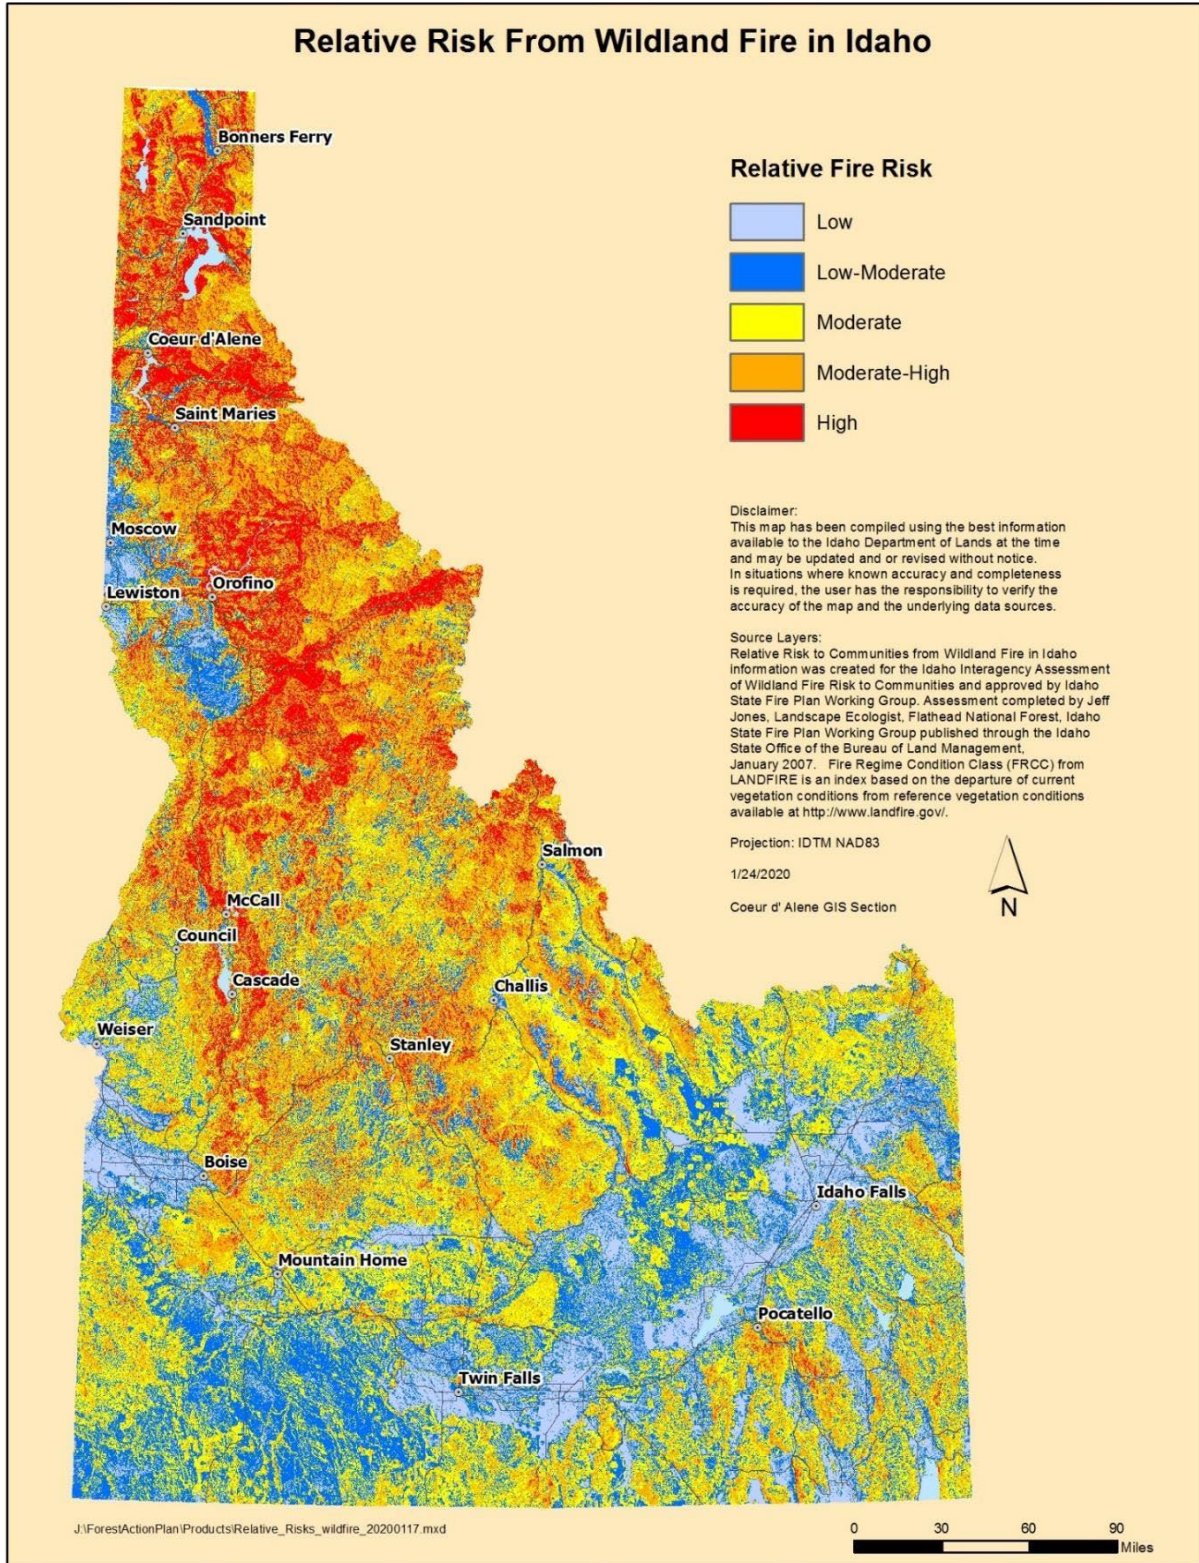 Relative Risk From Wildland Fire in Idaho
Bonners Ferry
Sandpoint
Coeur d'Alene
Saint Maries
Moscow
Orofino
Lewiston
Salmon
McCall
Council
Cascade
Challis
Weiser
Stanley
Boise
Idaho Falls
Mountain Home
Pocatello
Twin Falls
Relative Fire Risk
Low
Low-Moderate
Moderate
Moderate-High
High
Disclaimer:
This map has been compiled using the best information
available to the Idaho Department of Lands at the time
and may be updated and or revised without notice.
In situations where known accuracy and completeness
is required, the user has the responsibility to verify the
accuracy of the map and the underlying data sources.
Source Layers:
Relative Risk to Communities from Wildland Fire in Idaho
information was created for the Idaho Interagency Assessment
of Wildland Fire Risk to Communities and approved by Idaho
State Fire Plan Working Group. Assessment completed by Jeff
Jones, Landscape Ecologist, Flathead National Forest, Idaho
State Fire Plan Working Group published through the Idaho
State Office of the Bureau of Land Management,
January 2007. Fire Regime Condition Class (FRCC) from
LANDFIRE is an index based on the departure of current
vegetation conditions from reference vegetation conditions
available at http://www.landfire.gov/.
Projection: IDTM NAD83
1/24/2020
Coeur d' Alene GIS Section
N
J:\ForestActionPlan\Products\Relative_Risks_wildfire_20200117.mxd
0 30 60 90
Miles